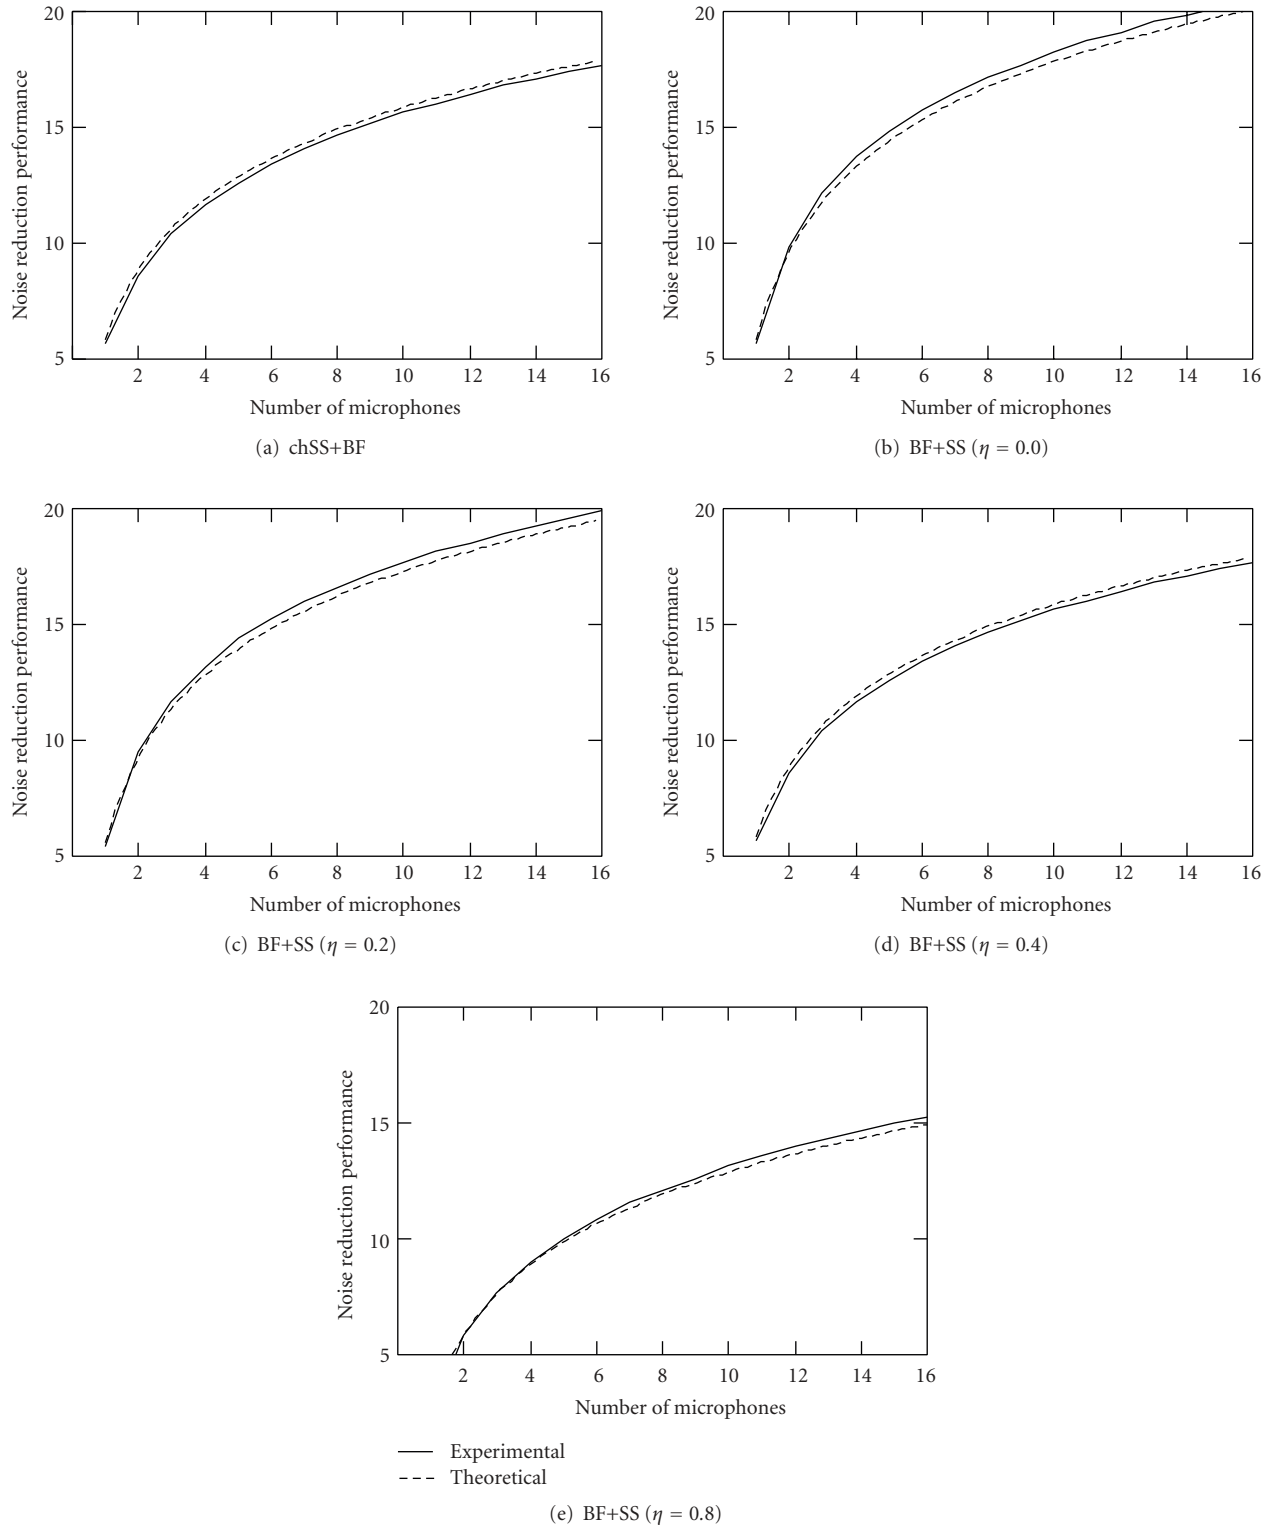 20
15
10
5
Noise reduction performance
2 4 6 8 10 12 14 16
Number of microphones
(a) chSS+BF
20
15
10
5
Noise reduction performance
2 4 6 8 10 12 14 16
Number of microphones
(b) BF+SS (η = 0.0)
20
15
10
5
Noise reduction performance
2 4 6 8 10 12 14 16
Number of microphones
(c) BF+SS (η = 0.2)
20
15
10
5
Noise reduction performance
2 4 6 8 10 12 14 16
Number of microphones
(d) BF+SS (η = 0.4)
20
15
10
5
Noise reduction performance
2 4 6 8 10 12 14 16
Number of microphones
Experimental
Theoretical
(e) BF+SS (η = 0.8)